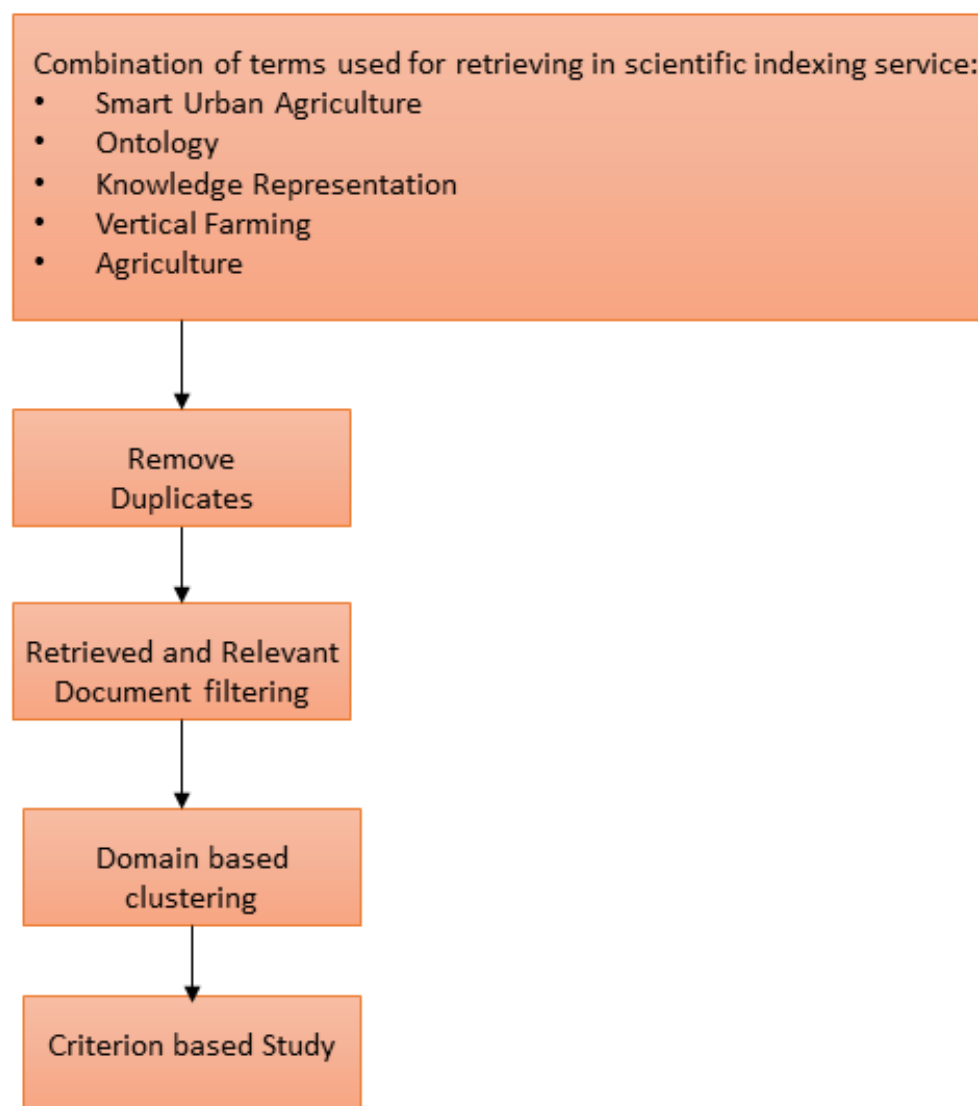 Combination of terms used for retrieving in scientific indexing service:
• Smart Urban Agriculture
• Ontology
• Knowledge Representation
• Vertical Farming
• Agriculture
Remove
Duplicates
Retrieved and Relevant
Document filtering
Domain based
clustering
Criterion based Study